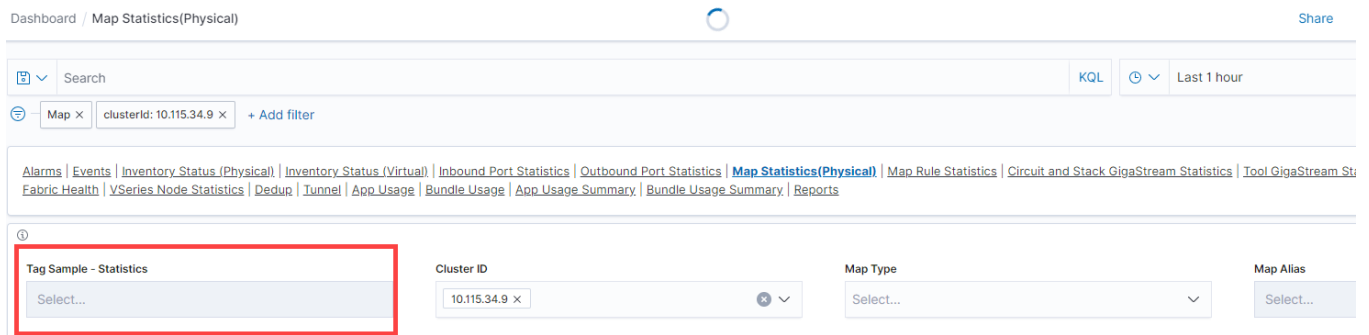 Dashboard / Map Statistics(Physical) Share
Search KQL Last 1 hour
Map × clusterId: 10.115.34.9 × + Add filter
Alarms | Events | Inventory Status (Physical) | Inventory Status (Virtual) | Inbound Port Statistics | Outbound Port Statistics | Map Statistics(Physical) | Map Rule Statistics | Circuit and Stack GigaStream Statistics | Tool GigaStream Sta
Fabric Health | VSeries Node Statistics | Dedup | Tunnel | App Usage | Bundle Usage | App Usage Summary | Bundle Usage Summary | Reports
Tag Sample - Statistics Cluster ID Map Type Map Alias
Select... 10.115.34.9 × Select... Select...